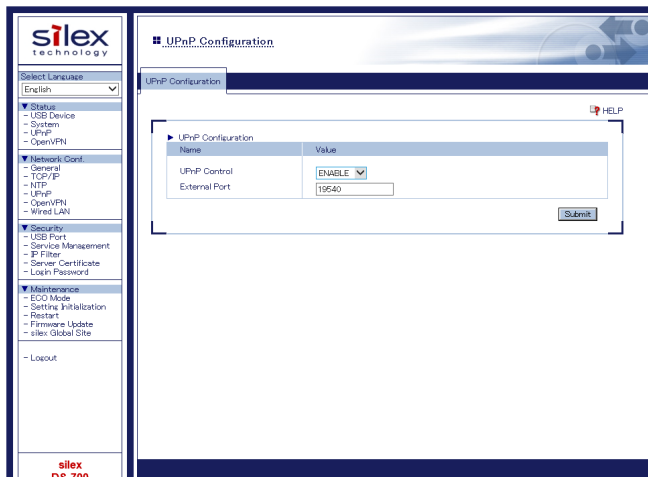 silex
technology
Select Language
English
▼ Status
- USB Device
- System
- UPnP
- OpenVPN
▼ Network Conf.
- General
- TCP/IP
- NTP
- UPnP
- OpenVPN
- Wired LAN
▼ Security
- USB Port
- Service Management
- IP Filter
- Server Certificate
- Login Password
▼ Maintenance
- ECO Mode
- Setting Initialization
- Restart
- Firmware Update
- silex Global Site
- Logout
silex
DS-700
UPnP Configuration
UPnP Configuration
HELP
► UPnP Configuration
Name Value
UPnP Control ENABLE
External Port 19540
Submit